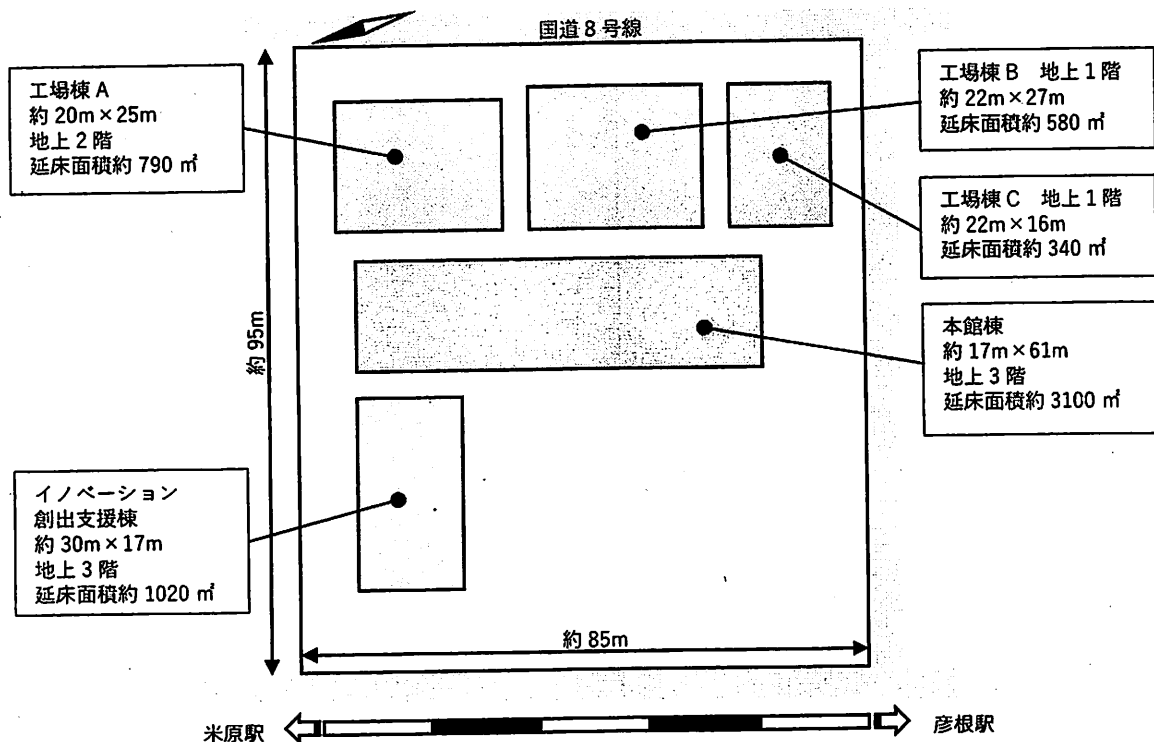 国道8号線
工場棟A
約20m×25m
地上2階
延床面積約790㎡
工場棟B 地上1階
約22m×27m
延床面積約580㎡
工場棟C 地上1階
約22m×16m
延床面積約340㎡
約95m
本館棟
約17m×61m
地上3階
延床面積約3100㎡
イノベーション
創出支援棟
約30m×17m
地上3階
延床面積約1020㎡
約85m
米原駅
彦根駅